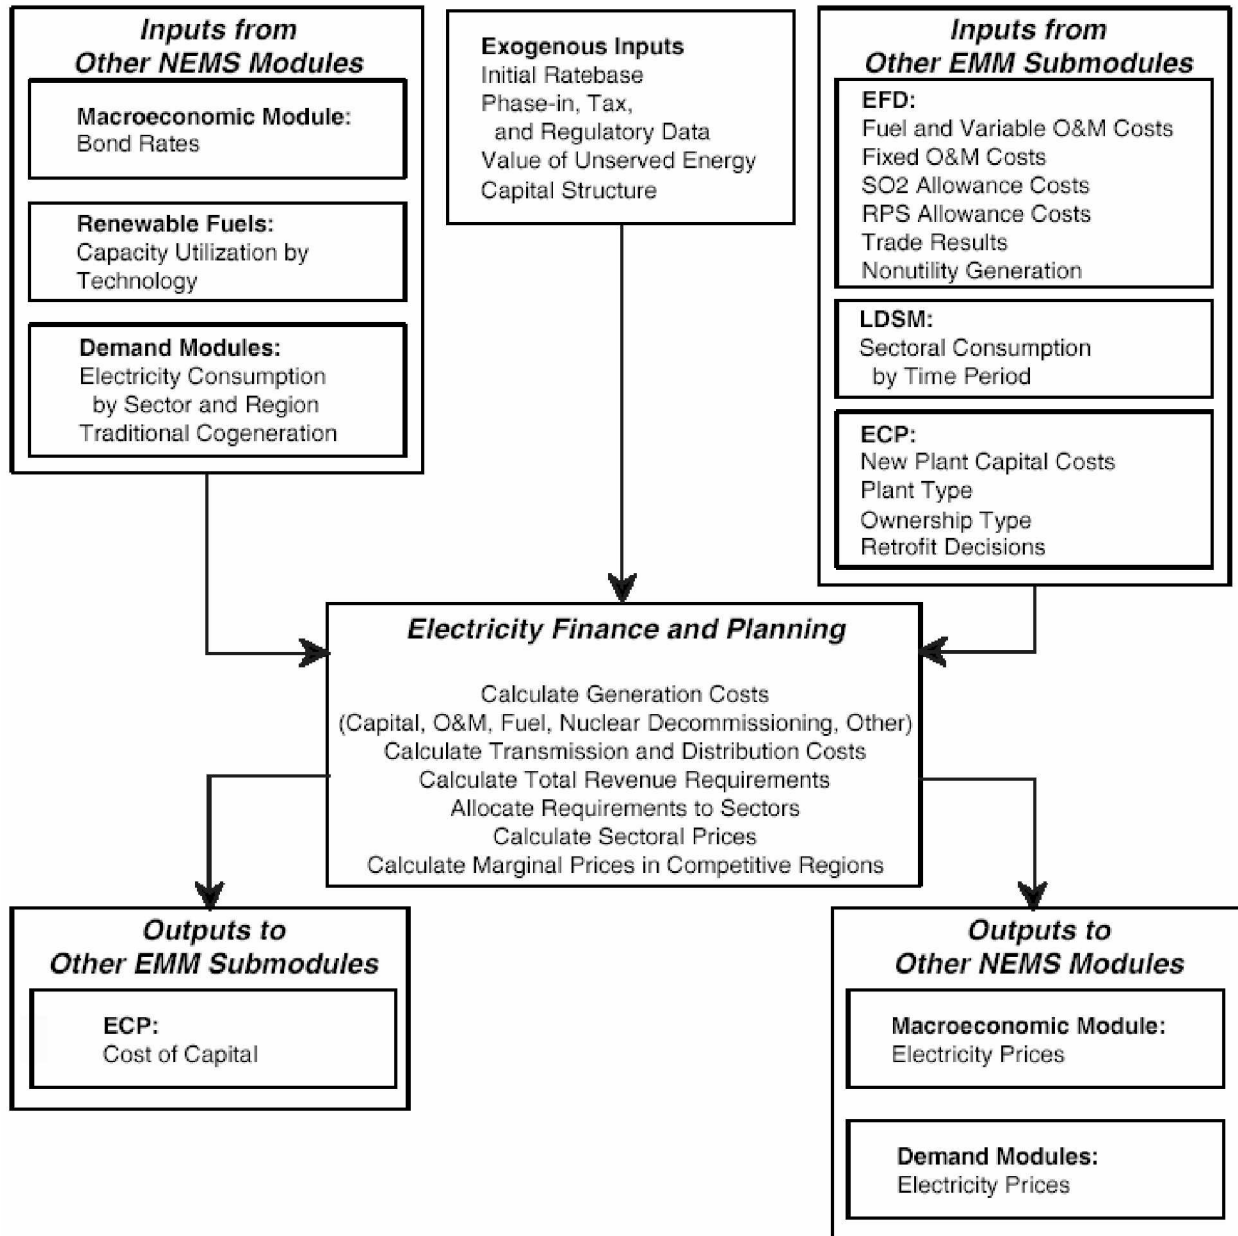 Inputs from
Other NEMS Modules
Macroeconomic Module:
Bond Rates
Renewable Fuels:
Capacity Utilization by
Technology
Demand Modules:
Electricity Consumption
by Sector and Region
Traditional Cogeneration
Exogenous Inputs
Initial Ratebase
Phase-in, Tax,
and Regulatory Data
Value of Unserved Energy
Capital Structure
Inputs from
Other EMM Submodules
EFD:
Fuel and Variable O&M Costs
Fixed O&M Costs
SO2 Allowance Costs
RPS Allowance Costs
Trade Results
Nonutility Generation
LDSM:
Sectoral Consumption
by Time Period
ECP:
New Plant Capital Costs
Plant Type
Ownership Type
Retrofit Decisions
Electricity Finance and Planning
Calculate Generation Costs
(Capital, O&M, Fuel, Nuclear Decommissioning, Other)
Calculate Transmission and Distribution Costs
Calculate Total Revenue Requirements
Allocate Requirements to Sectors
Calculate Sectoral Prices
Calculate Marginal Prices in Competitive Regions
Outputs to
Other EMM Submodules
ECP:
Cost of Capital
Outputs to
Other NEMS Modules
Macroeconomic Module:
Electricity Prices
Demand Modules:
Electricity Prices